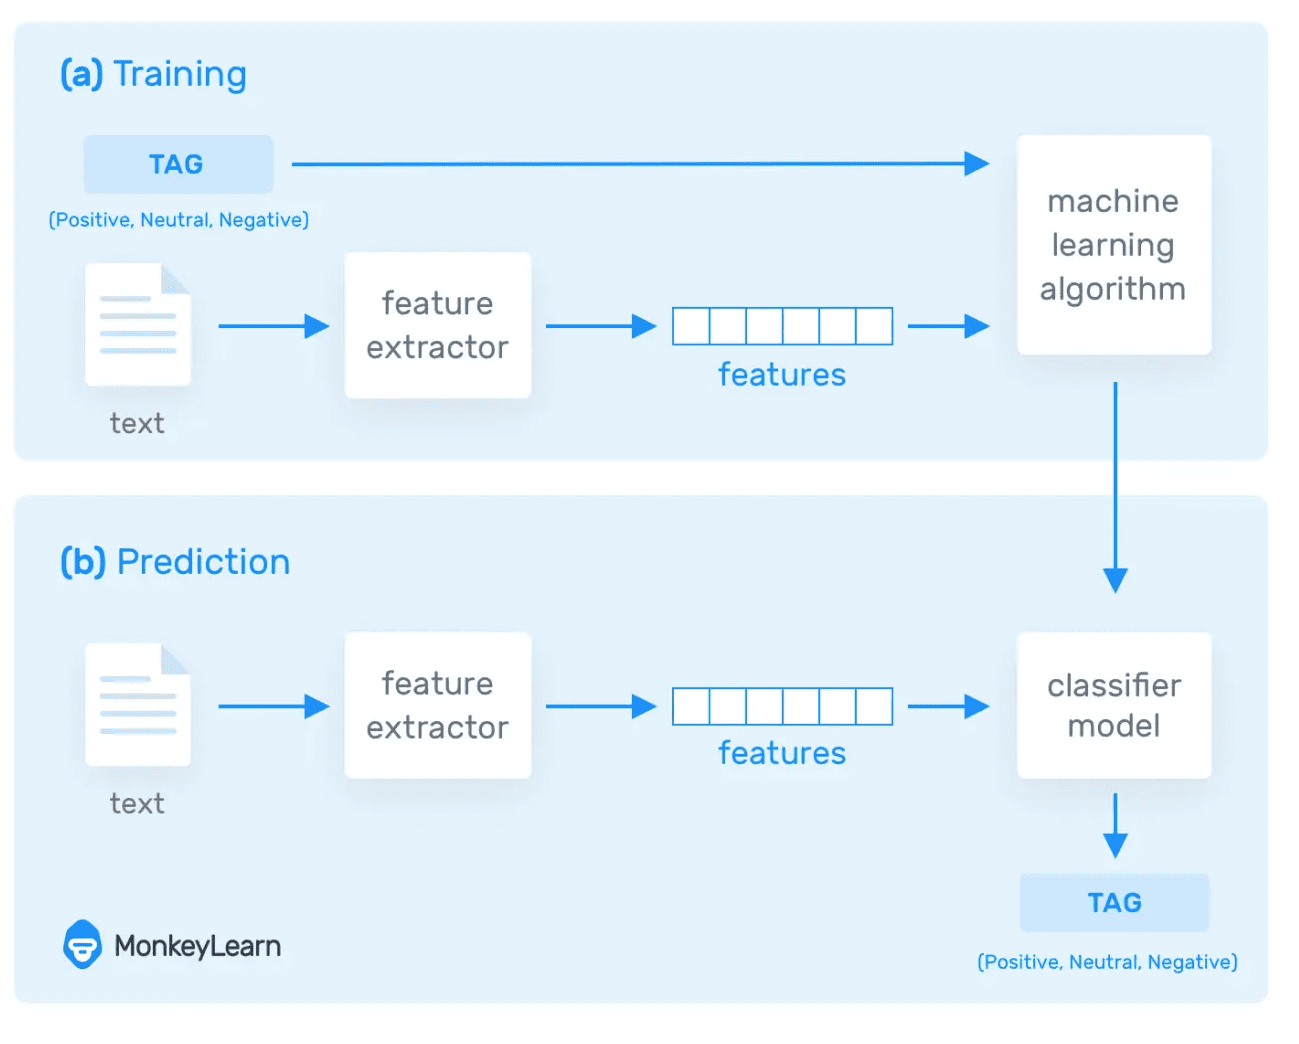 (a) Training
TAG
(Positive, Neutral, Negative)
machine
learning
algorithm
feature
extractor
features
text
(b) Prediction
feature
extractor
features
classifier
model
text
TAG
(Positive, Neutral, Negative)
MonkeyLearn